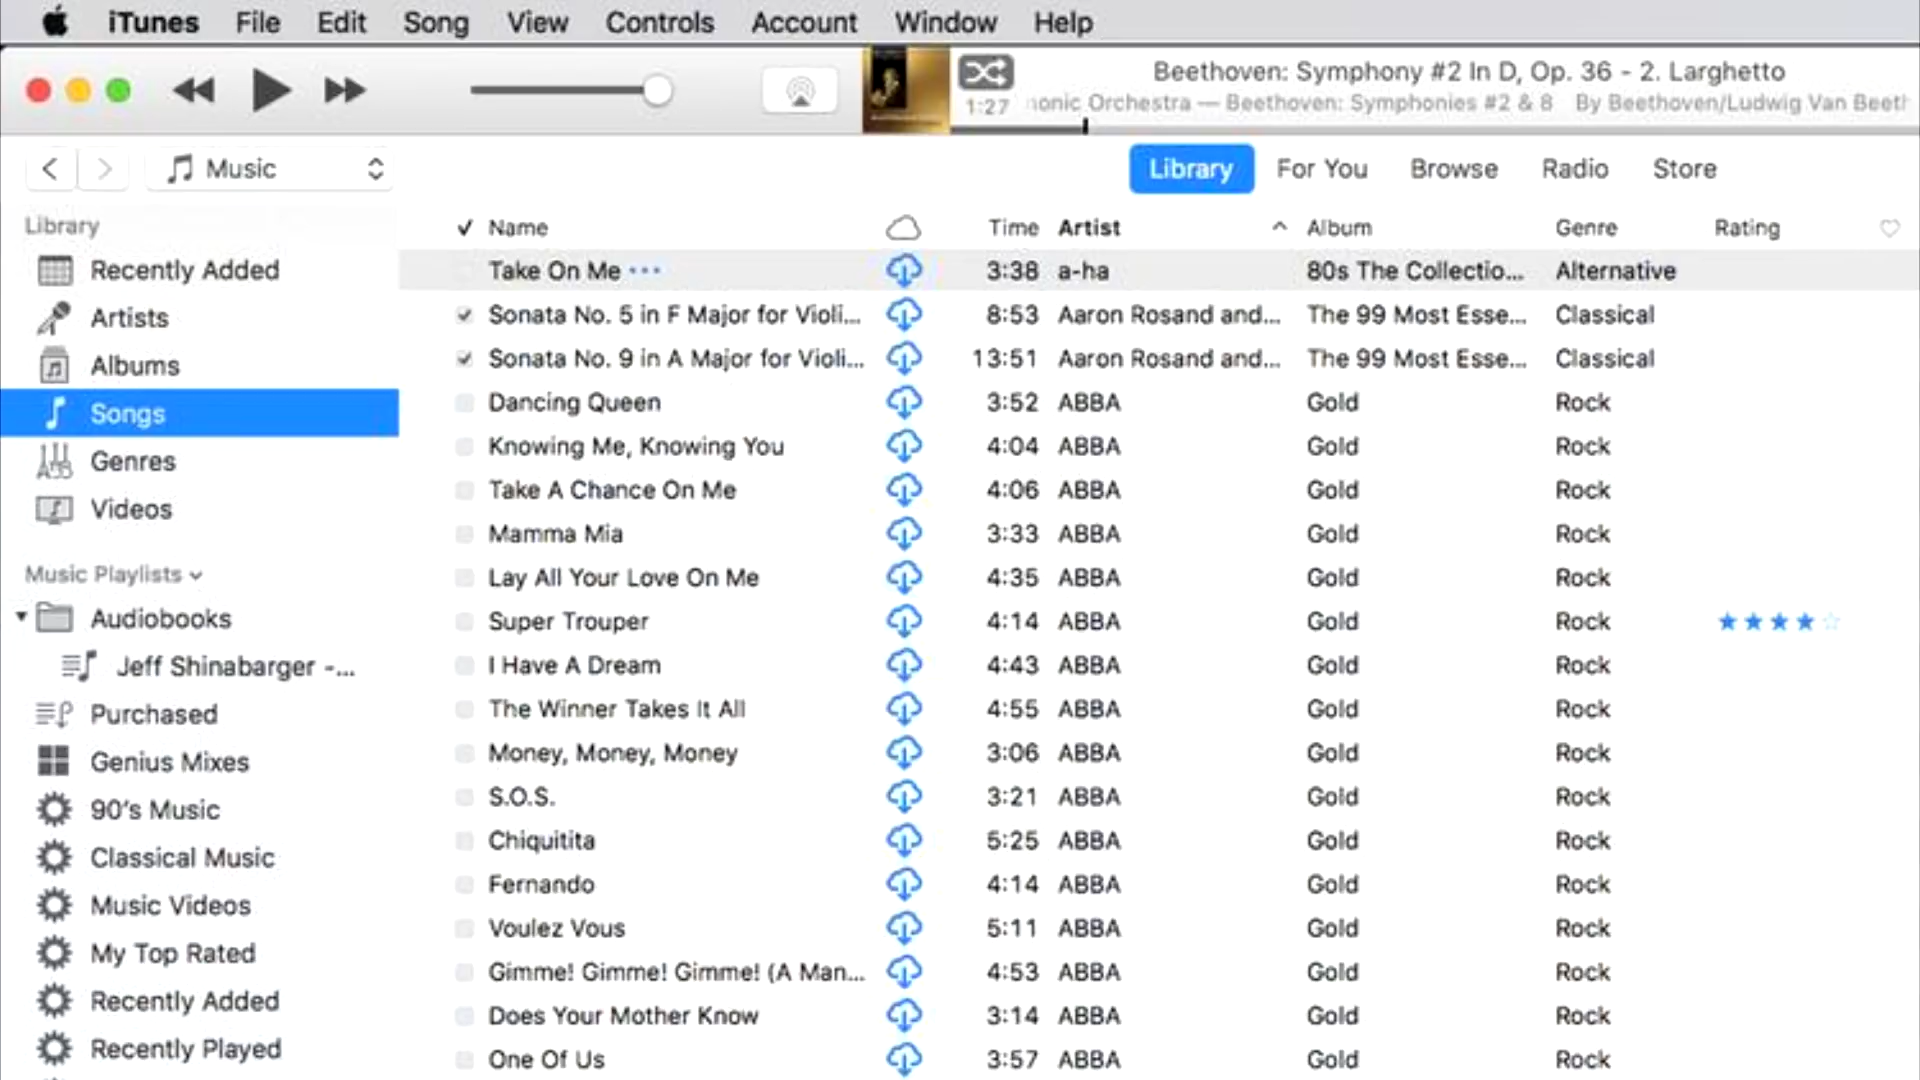 iTunes File Edit Song View Controls Account Window Help
Beethoven: Symphony #2 In D, Op. 36 - 2. Larghetto
1:27 nonic Orchestra — Beethoven: Symphonies #2 & 8 By Beethoven/Ludwig Van Beet
Music Library For You Browse Radio Store
Library
Recently Added
Artists
Albums
Songs
Genres
Videos
Music Playlists
Audiobooks
Jeff Shinabarger -...
Purchased
Genius Mixes
90's Music
Classical Music
Music Videos
My Top Rated
Recently Added
Recently Played
Name Time Artist Album Genre Rating
Take On Me ••• 3:38 a-ha 80s The Collectio... Alternative
Sonata No. 5 in F Major for Violi... 8:53 Aaron Rosand and... The 99 Most Esse... Classical
Sonata No. 9 in A Major for Violi... 13:51 Aaron Rosand and... The 99 Most Esse... Classical
Dancing Queen 3:52 ABBA Gold Rock
Knowing Me, Knowing You 4:04 ABBA Gold Rock
Take A Chance On Me 4:06 ABBA Gold Rock
Mamma Mia 3:33 ABBA Gold Rock
Lay All Your Love On Me 4:35 ABBA Gold Rock
Super Trouper 4:14 ABBA Gold Rock ★★★★☆
I Have A Dream 4:43 ABBA Gold Rock
The Winner Takes It All 4:55 ABBA Gold Rock
Money, Money, Money 3:06 ABBA Gold Rock
S.O.S. 3:21 ABBA Gold Rock
Chiquitita 5:25 ABBA Gold Rock
Fernando 4:14 ABBA Gold Rock
Voulez Vous 5:11 ABBA Gold Rock
Gimme! Gimme! Gimme! (A Man... 4:53 ABBA Gold Rock
Does Your Mother Know 3:14 ABBA Gold Rock
One Of Us 3:57 ABBA Gold Rock